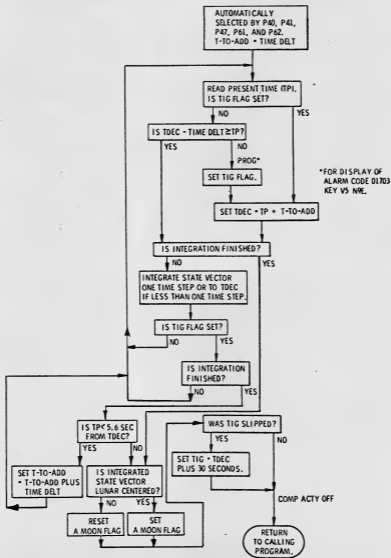 AUTOMATICALLY
SELECTED BY P40, P41,
P47, P61, AND P62.
T-TO-ADD = TIME DELT
READ PRESENT TIME (TP).
IS TIG FLAG SET?
NO
YES
IS TDEC - TIME DELT ≥ TP?
YES
NO
PROG*
*FOR DISPLAY OF
ALARM CODE 01703
KEY V5 N9E.
SET TIG FLAG.
SET TDEC = TP + T-TO-ADD
IS INTEGRATION FINISHED?
NO
YES
INTEGRATE STATE VECTOR
ONE TIME STEP OR TO TDEC
IF LESS THAN ONE TIME STEP.
IS TIG FLAG SET?
NO
YES
IS INTEGRATION
FINISHED?
NO
YES
IS TP < 5.6 SEC
FROM TDEC?
YES
NO
WAS TIG SLIPPED?
YES
NO
SET T-TO-ADD
= T-TO-ADD PLUS
TIME DELT
IS INTEGRATED
STATE VECTOR
LUNAR CENTERED?
NO
YES
SET TIG = TDEC
PLUS 30 SECONDS.
COMP ACTY OFF
RESET
A MOON FLAG
SET
A MOON FLAG
RETURN
TO CALLING
PROGRAM.